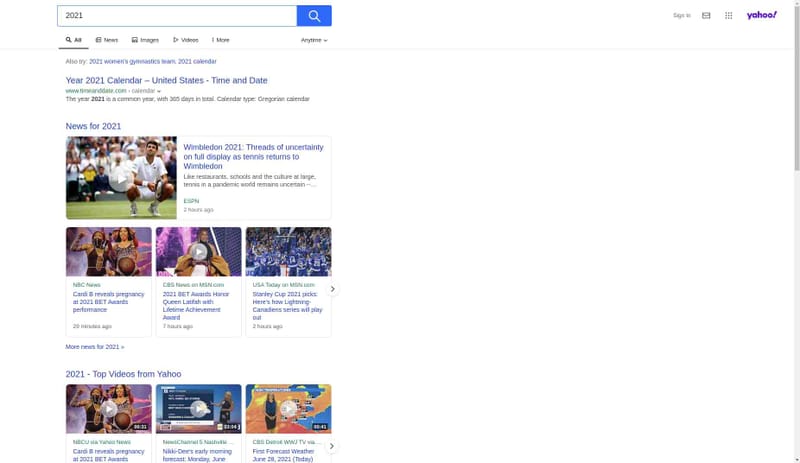 2021
Sign In
yahoo!
All
News
Images
Videos
More
Anytime
Also try: 2021 women's gymnastics team, 2021 calendar
Year 2021 Calendar – United States - Time and Date
www.timeanddate.com › calendar
The year 2021 is a common year, with 365 days in total. Calendar type: Gregorian calendar
News for 2021
Wimbledon 2021: Threads of uncertainty
on full display as tennis returns to
Wimbledon
Like restaurants, schools and the culture at large,
tennis in a pandemic world remains uncertain --...
ESPN
2 hours ago
NBC News
Cardi B reveals pregnancy
at 2021 BET Awards
performance
20 minutes ago
CBS News on MSN.com
2021 BET Awards Honor
Queen Latifah with
Lifetime Achievement
Award
7 hours ago
USA Today on MSN.com
Stanley Cup 2021 picks:
Here's how Lightning-
Canadiens series will play
out
2 hours ago
More news for 2021 »
2021 - Top Videos from Yahoo
00:31
03:04
00:41
NBCU via Yahoo News
Cardi B reveals pregnancy
at 2021 BET Awards
NewsChannel 5 Nashville ...
Nikki-Dee's early morning
forecast: Monday, June
CBS Detroit WWJ TV via...
First Forecast Weather
June 28, 2021 (Today)